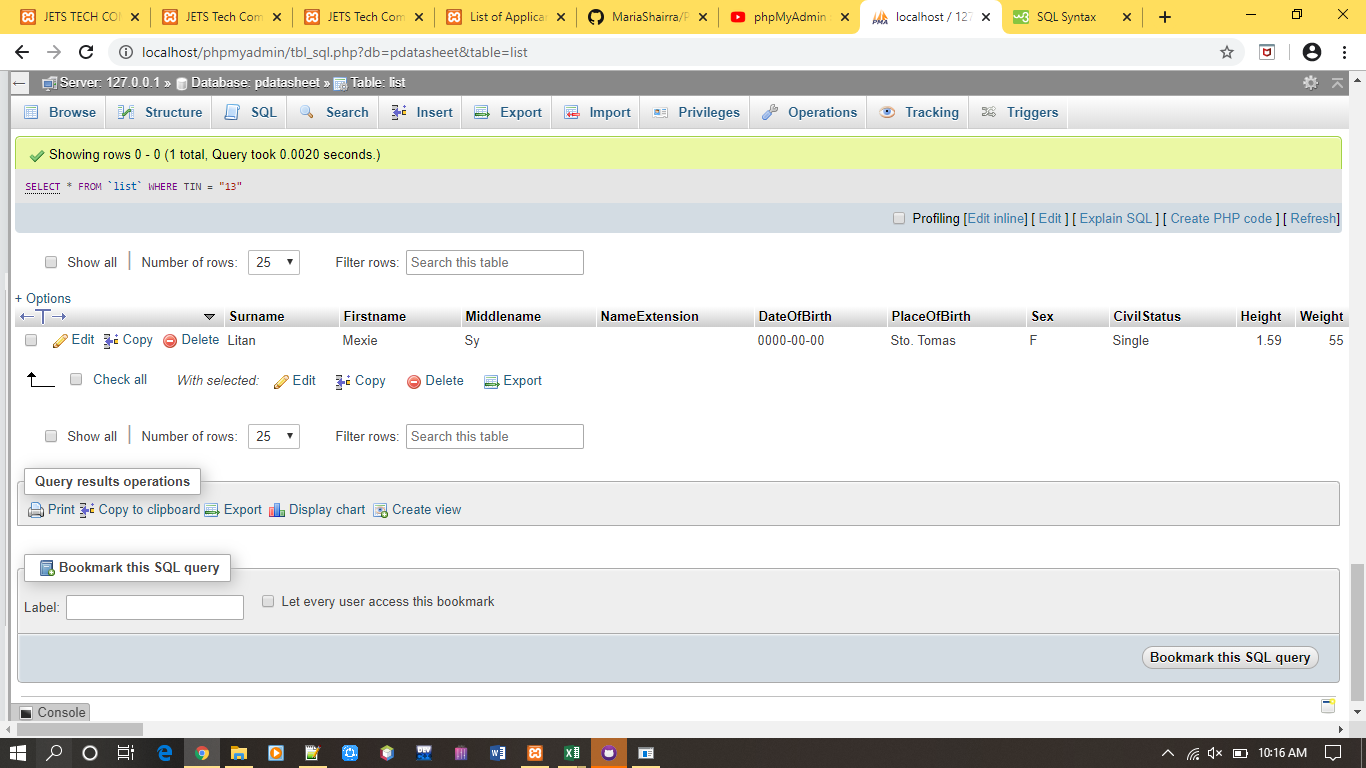 JETS TECH CO
JETS Tech Com
JETS Tech Com
List of Applica
MariaShairra/P
phpMyAdmin
localhost / 127
SQL Syntax
localhost/phpmyadmin/tbl_sql.php?db=pdatasheet&table=list
Server: 127.0.0.1 » Database: pdatasheet » Table: list
Browse Structure SQL Search Insert Export Import Privileges Operations Tracking Triggers
Showing rows 0 - 0 (1 total, Query took 0.0020 seconds.)
SELECT * FROM `list` WHERE TIN = "13"
Profiling [Edit inline] [ Edit ] [ Explain SQL ] [ Create PHP code ] [ Refresh]
Show all | Number of rows: 25 Filter rows: Search this table
+ Options
Surname Firstname Middlename NameExtension DateOfBirth PlaceOfBirth Sex CivilStatus Height Weight
Edit Copy Delete Litan Mexie Sy 0000-00-00 Sto. Tomas F Single 1.59 55
Check all With selected: Edit Copy Delete Export
Show all | Number of rows: 25 Filter rows: Search this table
Query results operations
Print Copy to clipboard Export Display chart Create view
Bookmark this SQL query
Label: Let every user access this bookmark
Bookmark this SQL query
Console
10:16 AM